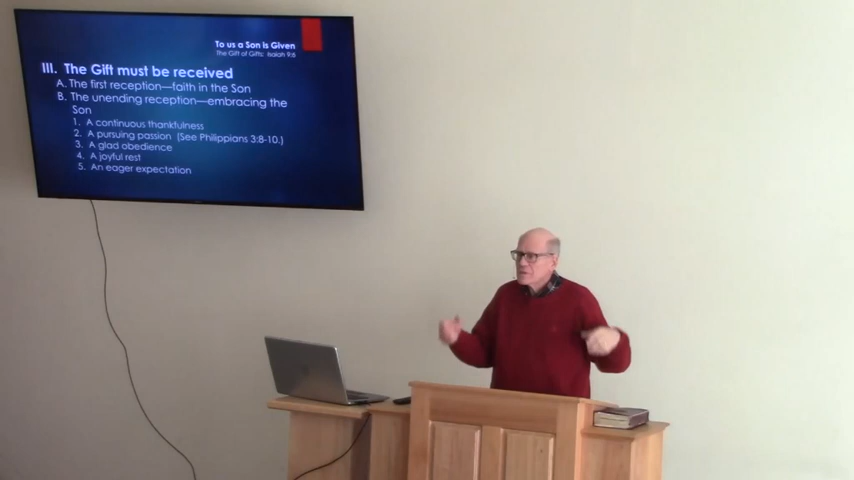 To us a Son is Given
The Gift of Gifts: Isaiah 9:6
III. The Gift must be received
A. The first reception—faith in the Son
B. The unending reception—embracing the
Son
1. A continuous thankfulness
2. A pursuing passion (See Philippians 3:8-10.)
3. A glad obedience
4. A joyful rest
5. An eager expectation